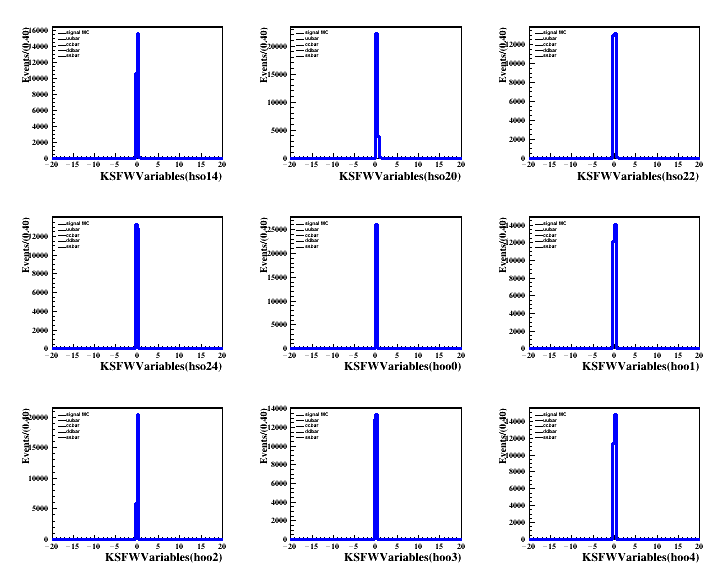 Events/(0.40)
16000
14000
12000
10000
8000
6000
4000
2000
0
signal MC
uubar
ccbar
ddbar
ssbar
−20 −15 −10 −5 0 5 10 15 20
KSFWVariables(hso14)
Events/(0.40)
20000
15000
10000
5000
0
signal MC
uubar
ccbar
ddbar
ssbar
−20 −15 −10 −5 0 5 10 15 20
KSFWVariables(hso20)
Events/(0.40)
12000
10000
8000
6000
4000
2000
0
signal MC
uubar
ccbar
ddbar
ssbar
−20 −15 −10 −5 0 5 10 15 20
KSFWVariables(hso22)
Events/(0.40)
12000
10000
8000
6000
4000
2000
0
signal MC
uubar
ccbar
ddbar
ssbar
−20 −15 −10 −5 0 5 10 15 20
KSFWVariables(hso24)
Events/(0.40)
25000
20000
15000
10000
5000
0
signal MC
uubar
ccbar
ddbar
ssbar
−20 −15 −10 −5 0 5 10 15 20
KSFWVariables(hoo0)
Events/(0.40)
14000
12000
10000
8000
6000
4000
2000
0
signal MC
uubar
ccbar
ddbar
ssbar
−20 −15 −10 −5 0 5 10 15 20
KSFWVariables(hoo1)
Events/(0.40)
20000
15000
10000
5000
0
signal MC
uubar
ccbar
ddbar
ssbar
−20 −15 −10 −5 0 5 10 15 20
KSFWVariables(hoo2)
Events/(0.40)
14000
12000
10000
8000
6000
4000
2000
0
signal MC
uubar
ccbar
ddbar
ssbar
−20 −15 −10 −5 0 5 10 15 20
KSFWVariables(hoo3)
Events/(0.40)
14000
12000
10000
8000
6000
4000
2000
0
signal MC
uubar
ccbar
ddbar
ssbar
−20 −15 −10 −5 0 5 10 15 20
KSFWVariables(hoo4)